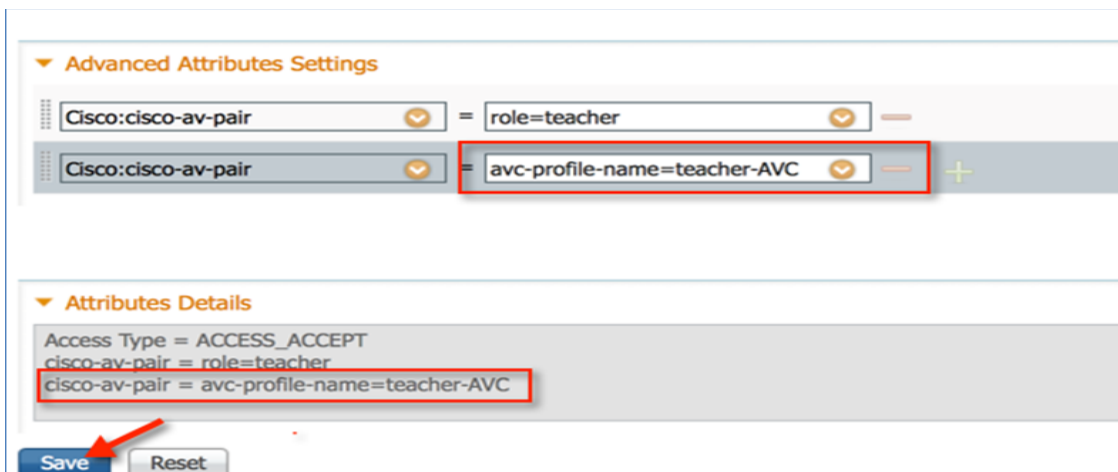 Advanced Attributes Settings
Cisco:cisco-av-pair = role=teacher
Cisco:cisco-av-pair = avc-profile-name=teacher-AVC
Attributes Details
Access Type = ACCESS_ACCEPT
cisco-av-pair = role=teacher
cisco-av-pair = avc-profile-name=teacher-AVC
Save Reset